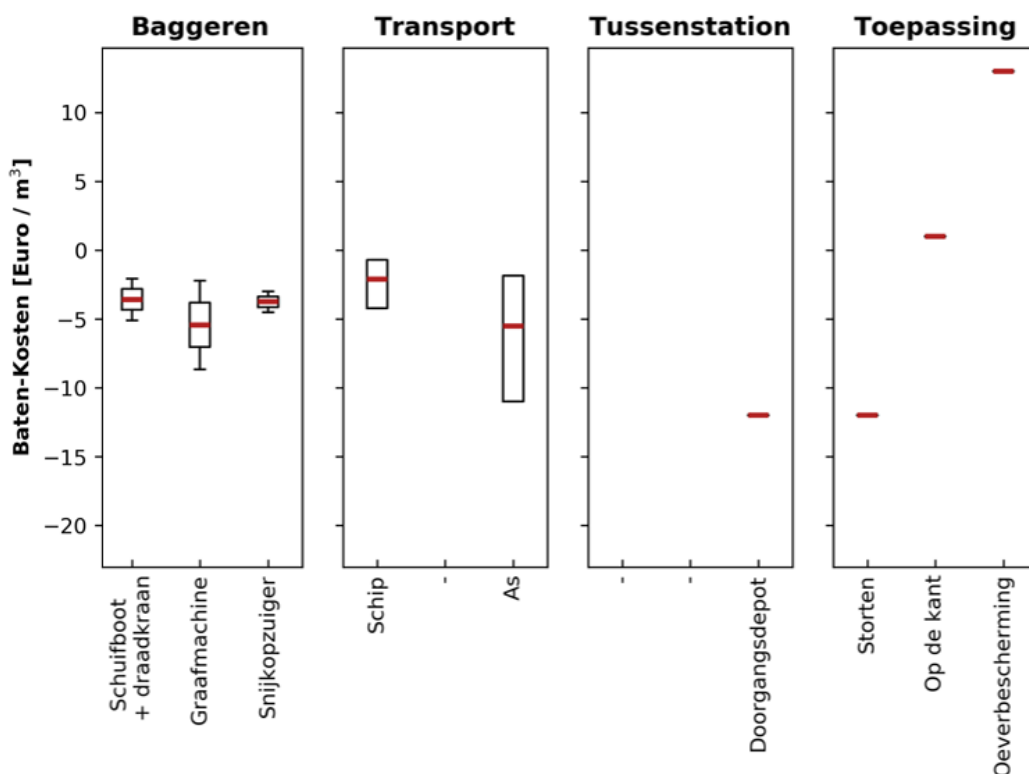 Baggeren
Transport
Tussenstation
Toepassing
Baten-Kosten [Euro / m³]
10
5
0
−5
−10
−15
−20
Schuifboot
+ draadkraan
Graafmachine
Snijkopzuiger
Schip
-
As
-
-
Doorgangsdepot
Storten
Op de kant
Oeverbescherming